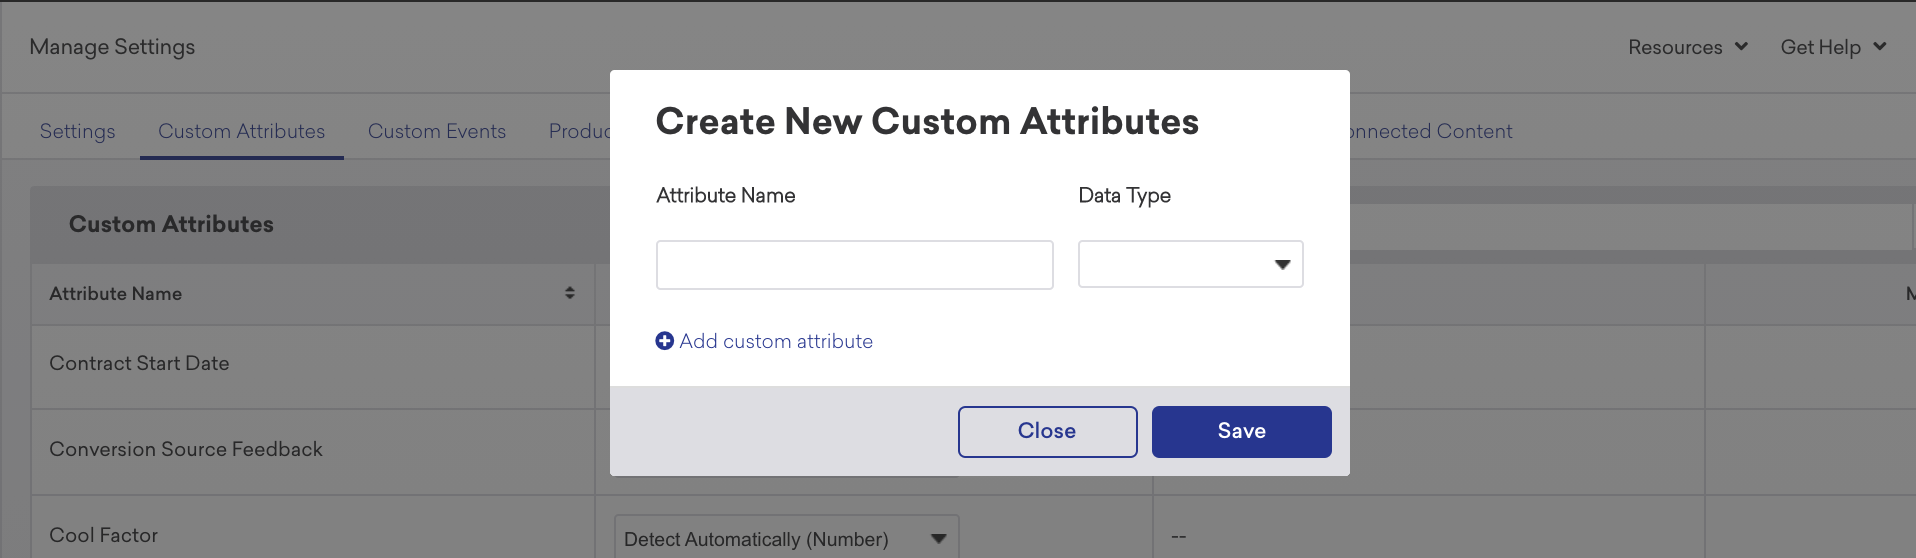 Manage Settings
Resources
Get Help
Settings
Custom Attributes
Custom Events
Create New Custom Attributes
Attribute Name
Data Type
Add custom attribute
Close
Save
Custom Attributes
Attribute Name
Contract Start Date
Conversion Source Feedback
Cool Factor
Detect Automatically (Number)
--
Produc
onnected Content